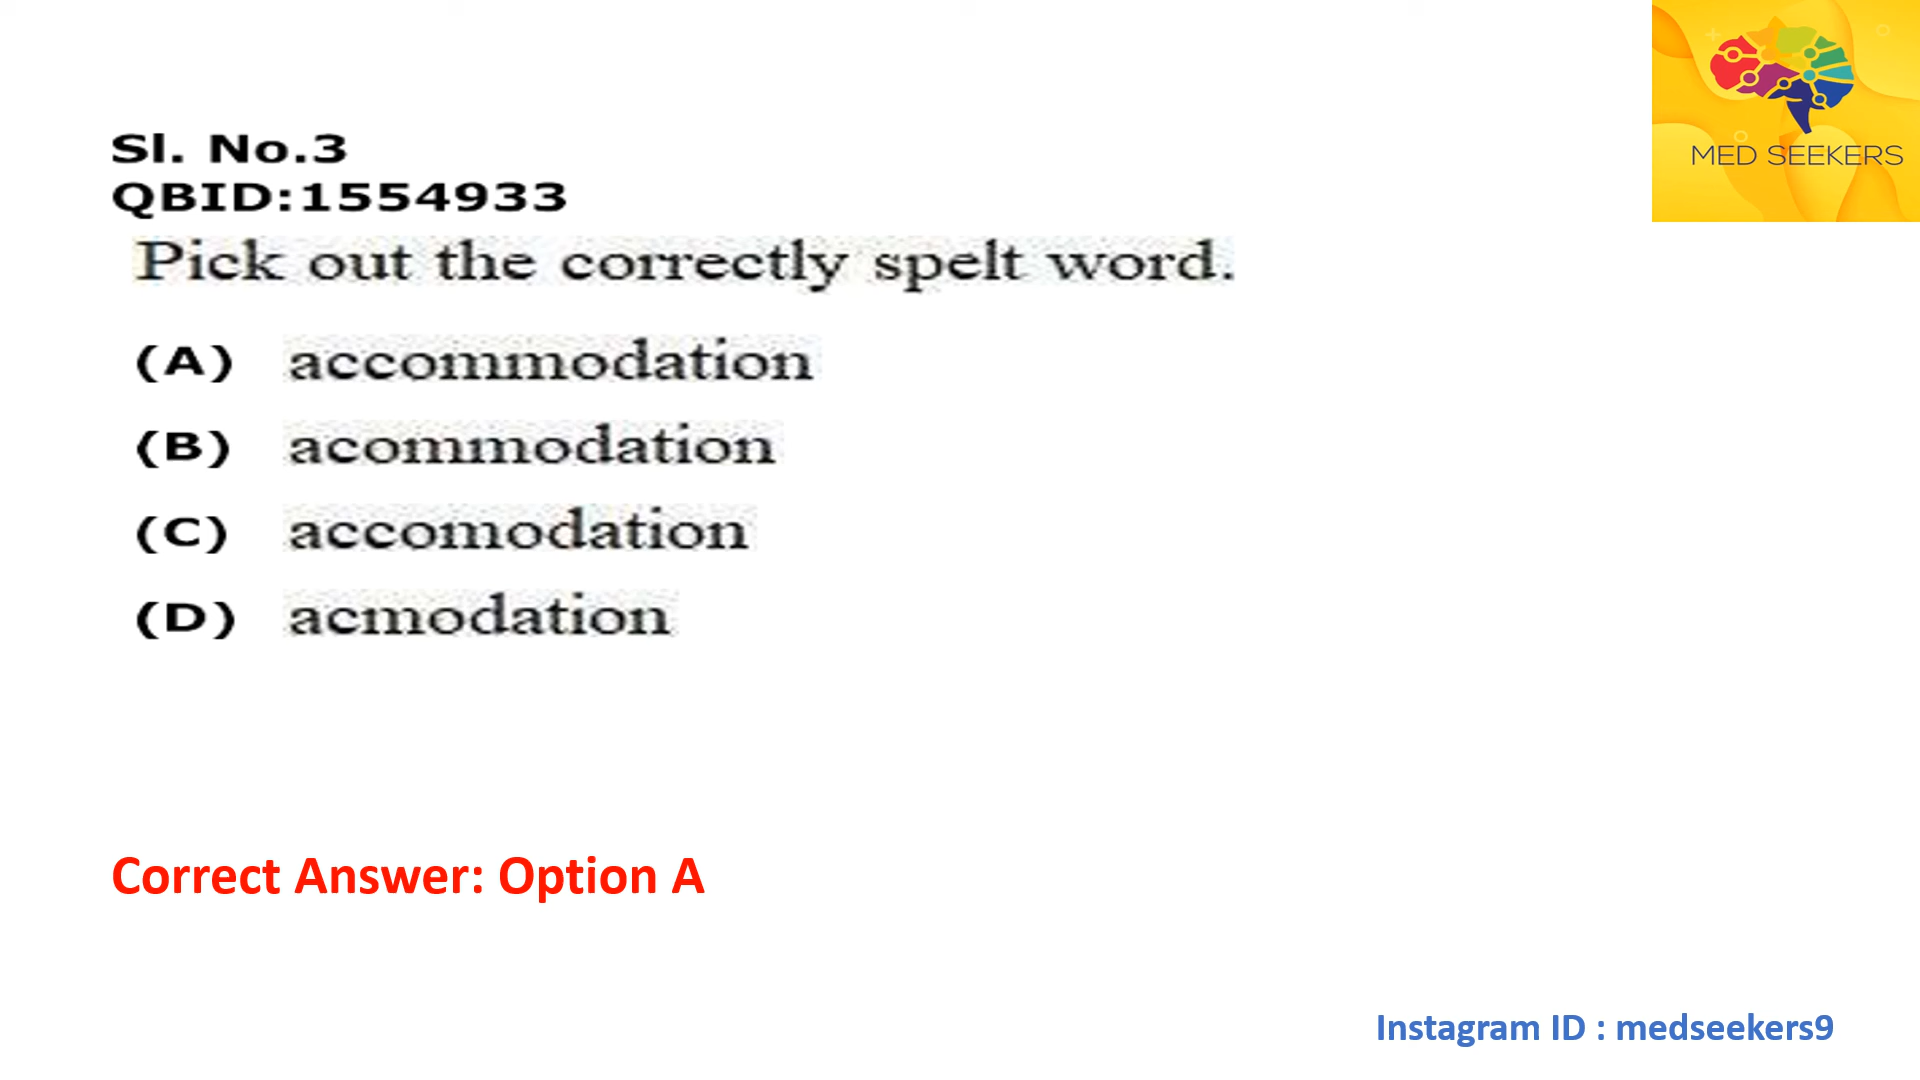 MED SEEKERS
Sl. No.3
QBID:1554933
Pick out the correctly spelt word.
(A) accommodation
(B) acommodation
(C) accomodation
(D) acmodation
Correct Answer: Option A
Instagram ID : medseekers9